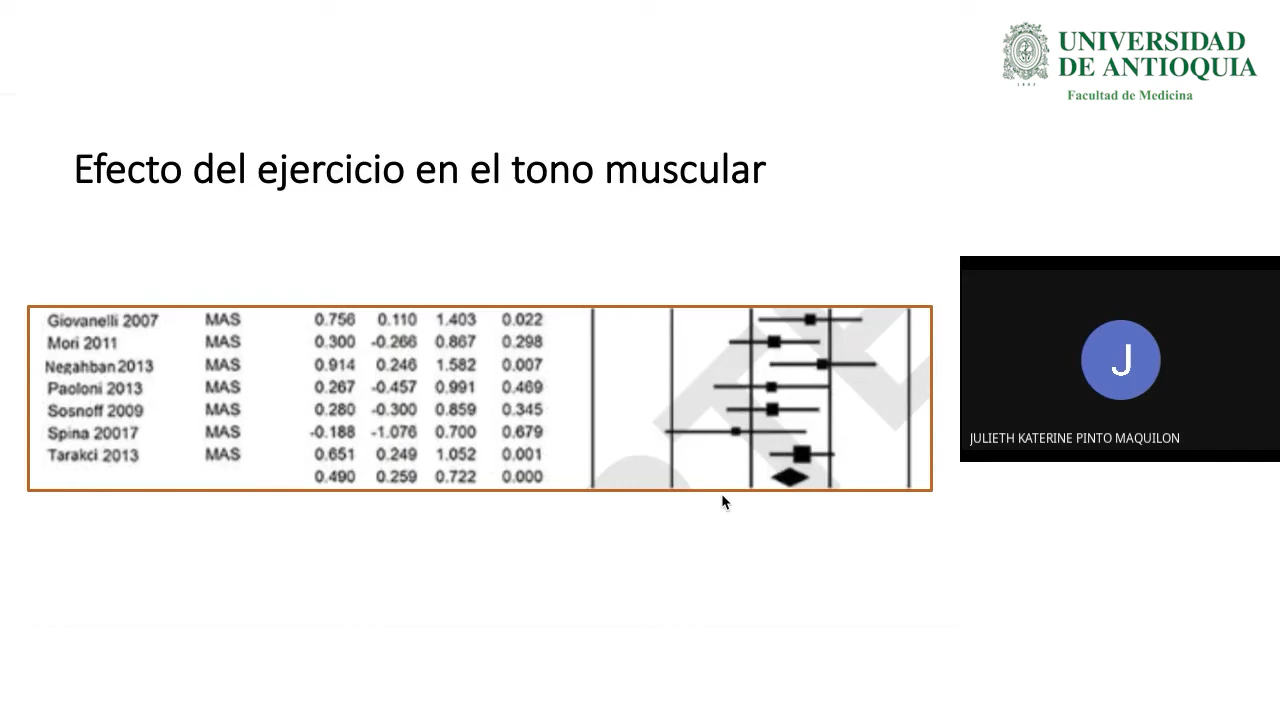 UNIVERSIDAD
DE ANTIOQUIA
1803
Facultad de Medicina
Efecto del ejercicio en el tono muscular
Giovanelli 2007 MAS 0.756 0.110 1.403 0.022
Mori 2011 MAS 0.300 -0.266 0.867 0.298
Negahban 2013 MAS 0.914 0.246 1.582 0.007
Paoloni 2013 MAS 0.267 -0.457 0.991 0.469
Sosnoff 2009 MAS 0.280 -0.300 0.859 0.345
Spina 20017 MAS -0.188 -1.076 0.700 0.679
Tarakci 2013 MAS 0.651 0.249 1.052 0.001
0.490 0.259 0.722 0.000
J
JULIETH KATERINE PINTO MAQUILON